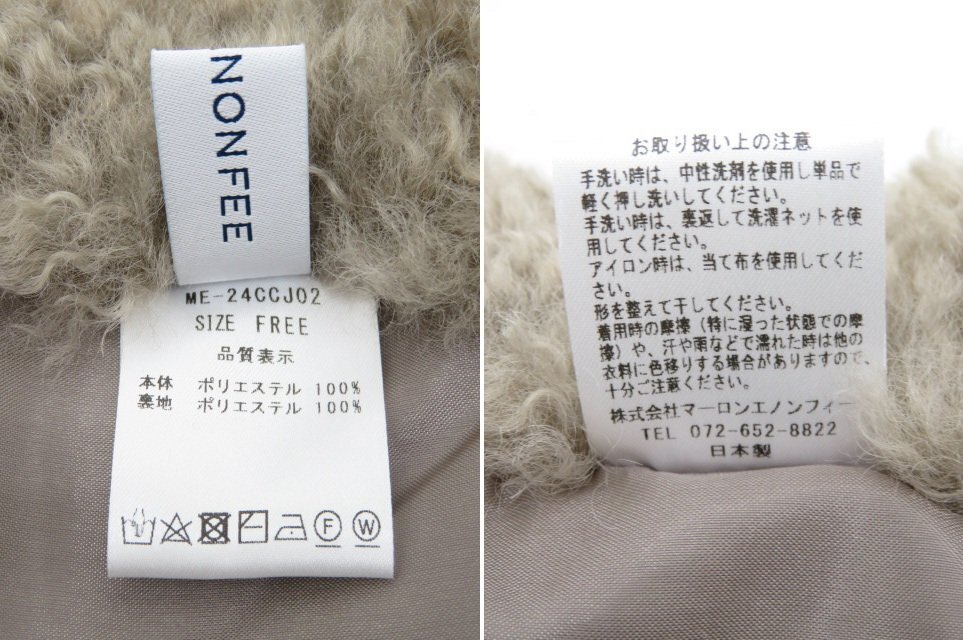 NONFEE
ME-24CCJ02
SIZE FREE
品質表示
本体 ポリエステル 100%
裏地 ポリエステル 100%
F
W
お取り扱い上の注意
手洗い時は、中性洗剤を使用し単品で
軽く押し洗いしてください。
手洗い時は、裏返して洗濯ネットを使
用してください。
アイロン時は、当て布を使用してくだ
さい。
形を整えて干してください。
着用時の摩擦（特に湿った状態での摩
擦）や、汗や雨などで濡れた時は他の
衣料に色移りする場合がありますので、
十分ご注意ください。
株式会社マーロンエノンフィー
TEL 072-652-8822
日本製